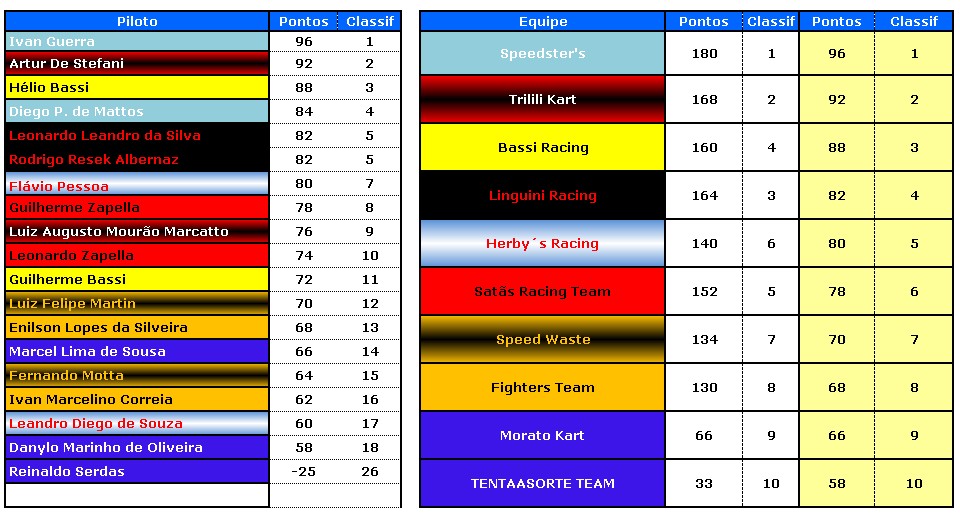 Piloto Pontos Classif
Ivan Guerra 96 1
Artur De Stefani 92 2
Hélio Bassi 88 3
Diego P. de Mattos 84 4
Leonardo Leandro da Silva 82 5
Rodrigo Resek Albernaz 82 5
Flávio Pessoa 80 7
Guilherme Zapella 78 8
Luiz Augusto Mourão Marcatto 76 9
Leonardo Zapella 74 10
Guilherme Bassi 72 11
Luiz Felipe Martin 70 12
Enilson Lopes da Silveira 68 13
Marcel Lima de Sousa 66 14
Fernando Motta 64 15
Ivan Marcelino Correia 62 16
Leandro Diego de Souza 60 17
Danylo Marinho de Oliveira 58 18
Reinaldo Serdas -25 26
Equipe Pontos Classif Pontos Classif
Speedster's 180 1 96 1
Trilili Kart 168 2 92 2
Bassi Racing 160 4 88 3
Linguini Racing 164 3 82 4
Herby´s Racing 140 6 80 5
Satãs Racing Team 152 5 78 6
Speed Waste 134 7 70 7
Fighters Team 130 8 68 8
Morato Kart 66 9 66 9
TENTAASORTE TEAM 33 10 58 10